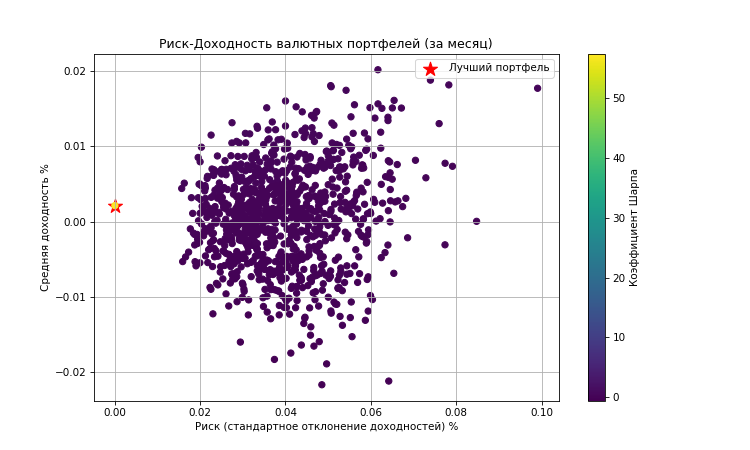 Риск-Доходность валютных портфелей (за месяц)
Лучший портфель
Средняя доходность %
0.02
0.01
0.00
−0.01
−0.02
0.00 0.02 0.04 0.06 0.08 0.10
Риск (стандартное отклонение доходностей) %
50
40
30
20
10
0
Коэффициент Шарпа